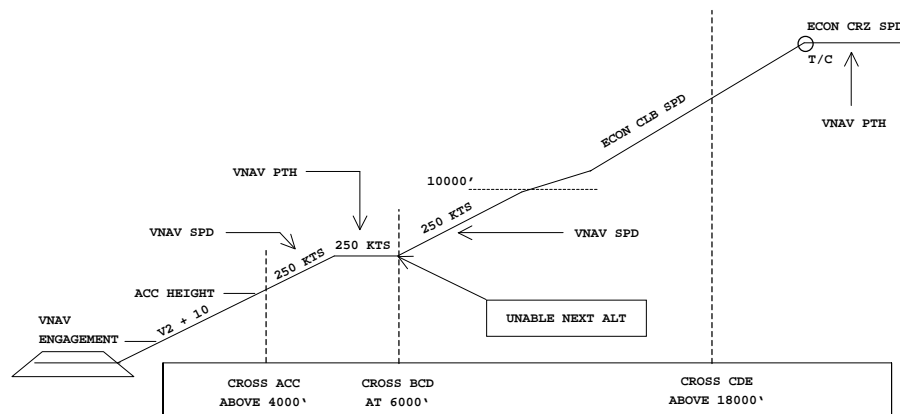 ECON CRZ SPD
T/C
VNAV PTH
ECON CLB SPD
10000’
VNAV PTH
250 KTS
VNAV SPD
VNAV SPD
250 KTS
250 KTS
ACC HEIGHT
V2 + 10
VNAV
ENGAGEMENT
UNABLE NEXT ALT
CROSS ACC
ABOVE 4000‘
CROSS BCD
AT 6000‘
CROSS CDE
ABOVE 18000‘